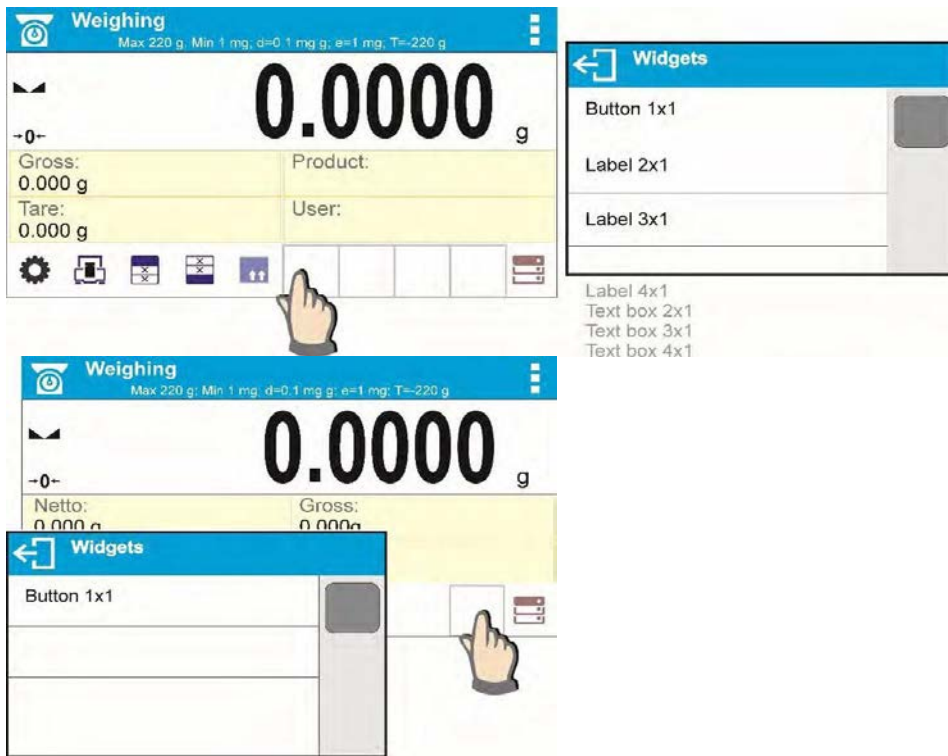 Weighing
Max 220 g; Min 1 mg; d=0.1 mg g; e=1 mg; T=-220 g
→0←
0.0000 g
Gross:
0.000 g
Product:
Tare:
0.000 g
User:
Widgets
Button 1x1
Label 2x1
Label 3x1
Label 4x1
Text box 2x1
Text box 3x1
Text box 4x1
Weighing
Max 220 g; Min 1 mg; d=0.1 mg g; e=1 mg; T=-220 g
→0←
0.0000 g
Netto:
0.000 g
Gross:
0.000g
Widgets
Button 1x1